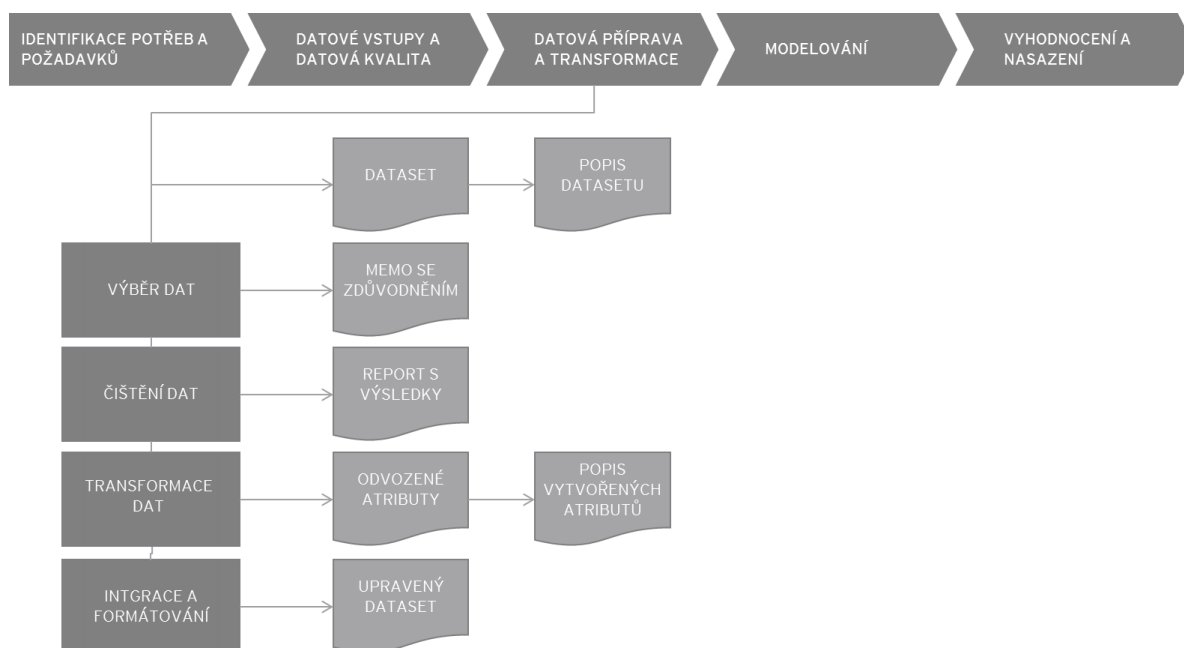 IDENTIFIKACE POTŘEB A
POŽADAVKŮ
DATOVÉ VSTUPY A
DATOVÁ KVALITA
DATOVÁ PŘÍPRAVA
A TRANSFORMACE
MODELOVÁNÍ
VYHODNOCENÍ A
NASAZENÍ
DATASET
POPIS
DATASETU
VÝBĚR DAT
MEMO SE
ZDŮVODNĚNÍM
ČIŠTĚNÍ DAT
REPORT S
VÝSLEDKY
TRANSFORMACE
DAT
ODVOZENÉ
ATRIBUTY
POPIS
VYTVOŘENÝCH
ATRIBUTŮ
INTGRACE A
FORMÁTOVÁNÍ
UPRAVENÝ
DATASET